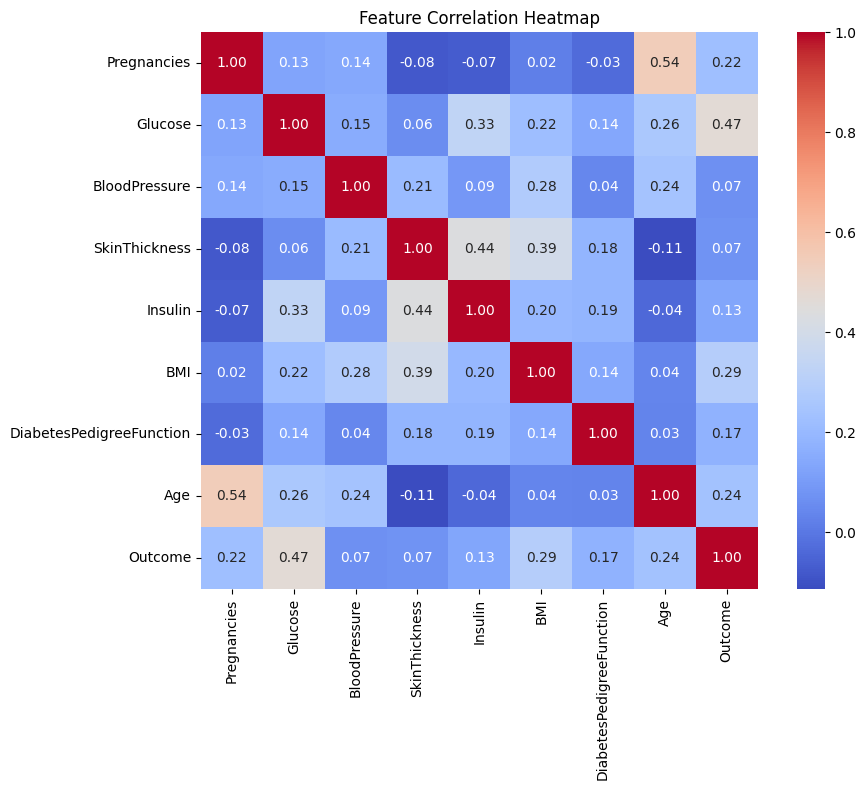 Feature Correlation Heatmap
Pregnancies 1.00 0.13 0.14 -0.08 -0.07 0.02 -0.03 0.54 0.22
Glucose 0.13 1.00 0.15 0.06 0.33 0.22 0.14 0.26 0.47
BloodPressure 0.14 0.15 1.00 0.21 0.09 0.28 0.04 0.24 0.07
SkinThickness -0.08 0.06 0.21 1.00 0.44 0.39 0.18 -0.11 0.07
Insulin -0.07 0.33 0.09 0.44 1.00 0.20 0.19 -0.04 0.13
BMI 0.02 0.22 0.28 0.39 0.20 1.00 0.14 0.04 0.29
DiabetesPedigreeFunction -0.03 0.14 0.04 0.18 0.19 0.14 1.00 0.03 0.17
Age 0.54 0.26 0.24 -0.11 -0.04 0.04 0.03 1.00 0.24
Outcome 0.22 0.47 0.07 0.07 0.13 0.29 0.17 0.24 1.00
Pregnancies
Glucose
BloodPressure
SkinThickness
Insulin
BMI
DiabetesPedigreeFunction
Age
Outcome
1.0
0.8
0.6
0.4
0.2
0.0